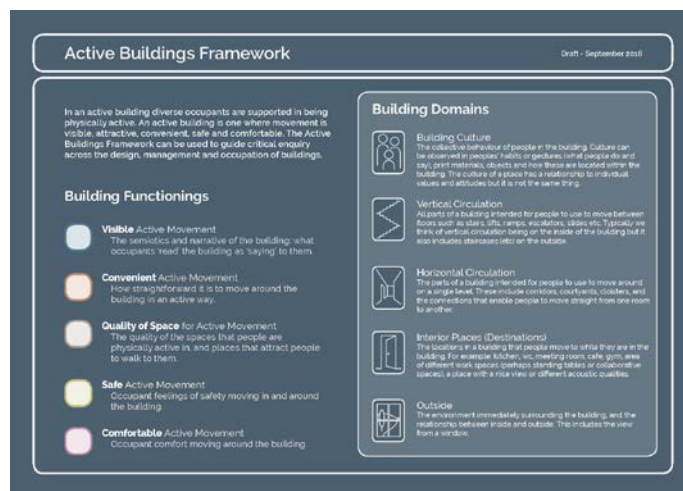 Active Buildings Framework
Draft - September 2016
In an active building diverse occupants are supported in being
physically active. An active building is one where movement is
visible, attractive, convenient, safe and comfortable. The Active
Buildings Framework can be used to guide critical enquiry
across the design, management and occupation of buildings.
Building Functionings
Visible Active Movement
The semiotics and narrative of the building: what
occupants 'read' the building as 'saying' to them.
Convenient Active Movement
How straightforward it is to move around the
building in an active way.
Quality of Space for Active Movement
The quality of the spaces that people are
physically active in, and places that attract people
to walk to them.
Safe Active Movement
Occupant feelings of safety moving in and around
the building.
Comfortable Active Movement
Occupant comfort moving around the building
Building Domains
Building Culture
The collective behaviour of people in the building. Culture can
be observed in peoples' habits or gestures (what people do and
say), print materials, objects and how these are located within the
building. The culture of a place has a relationship to individual
values and attitudes but it is not the same thing.
Vertical Circulation
All parts of a building intended for people to use to move between
floors such as stairs, lifts, ramps, escalators, slides etc. Typically we
think of vertical circulation being on the inside of the building but it
also includes staircases (etc) on the outside.
Horizontal Circulation
The parts of a building intended for people to use to move around
on a single level. These include corridors, courtyards, cloisters, and
the connections that enable people to move straight from one room
to another.
Interior Places (Destinations)
The locations in a building that people move to while they are in the
building. For example: kitchen, wc, meeting room, cafe, gym, area
of different work spaces (perhaps standing tables or collaborative
spaces), a place with a nice view or different acoustic qualities.
Outside
The environment immediately surrounding the building, and the
relationship between inside and outside. This includes the view
from a window.